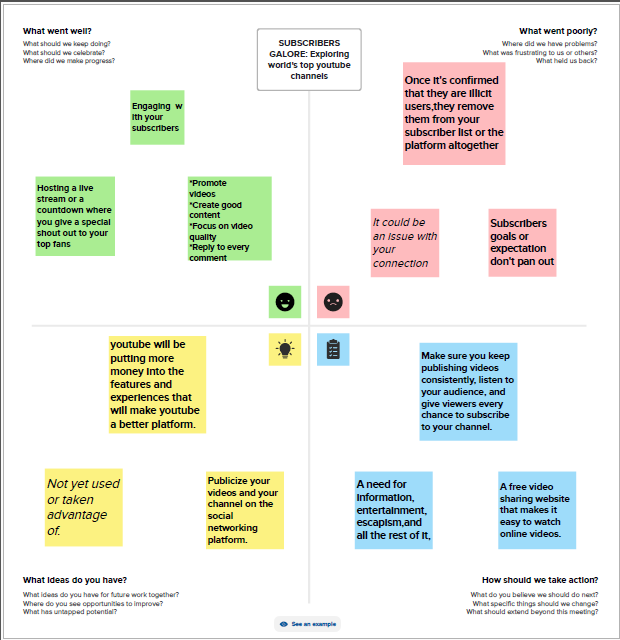 What went well?
What should we keep doing?
What should we celebrate?
Where did we make progress?
SUBSCRIBERS
GALORE: Exploring
world's top youtube
channels
What went poorly?
Where did we have problems?
What was frustrating to us or others?
What held us back?
Engaging w
ith your
subscribers
Hosting a live
stream or a
countdown where
you give a special
shout out to your
top fans
*Promote
videos
*Create good
content
*Focus on video
quality
*Reply to every
comment
Once it's confirmed
that they are illicit
users,they remove
them from your
subscriber list or the
platform altogether
It could be
an issue with
your
connection
Subscribers
goals or
expectation
don't pan out
youtube will be
putting more
money into the
features and
experiences that
will make youtube
a better platform.
Not yet used
or taken
advantage
of.
Publicize your
videos and your
channel on the
social
networking
platform.
Make sure you keep
publishing videos
consistently, listen to
your audience, and
give viewers every
chance to subscribe
to your channel.
A need for
information,
entertainment,
escapism,and
all the rest of it,
A free video
sharing website
that makes it
easy to watch
online videos.
What ideas do you have?
What ideas do you have for future work together?
Where do you see opportunities to improve?
What has untapped potential?
How should we take action?
What do you believe we should do next?
What specific things should we change?
What should extend beyond this meeting?
See an example